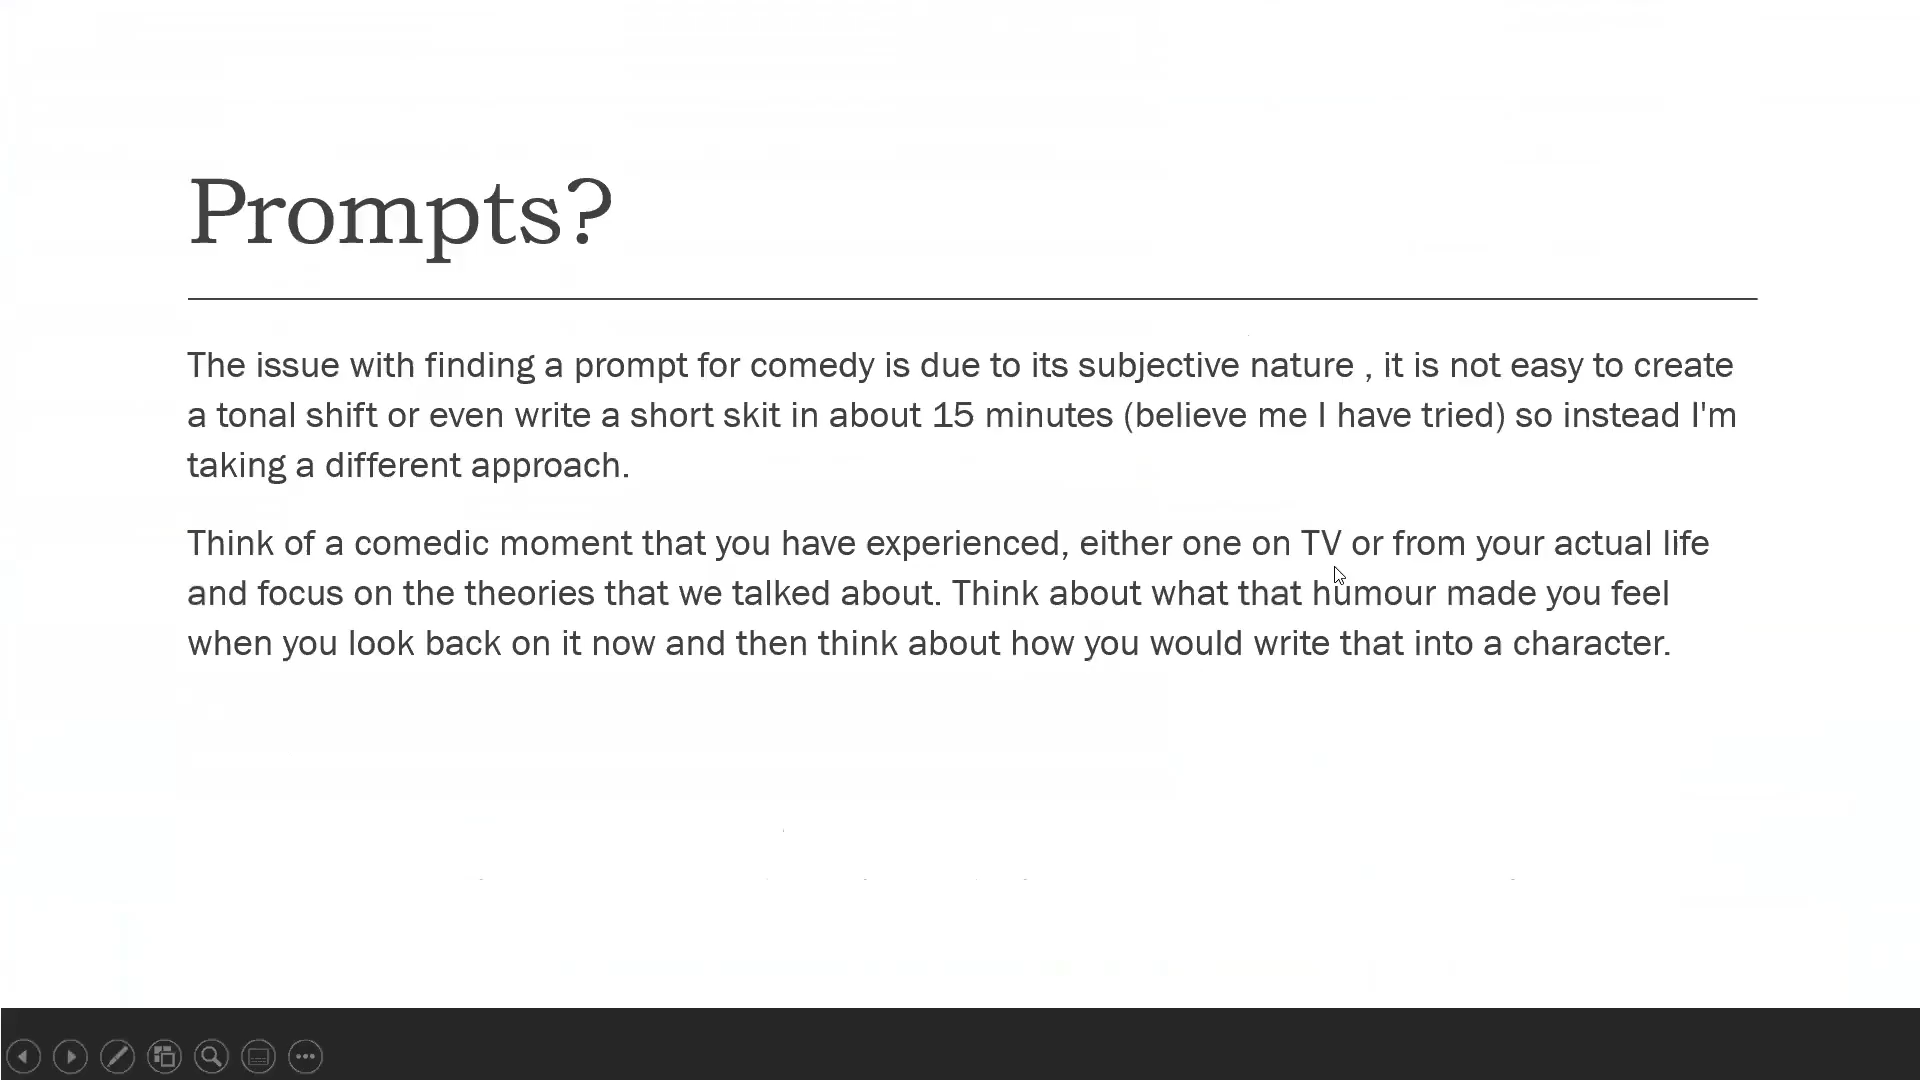 Prompts?
The issue with finding a prompt for comedy is due to its subjective nature , it is not easy to create
a tonal shift or even write a short skit in about 15 minutes (believe me I have tried) so instead I'm
taking a different approach.
Think of a comedic moment that you have experienced, either one on TV or from your actual life
and focus on the theories that we talked about. Think about what that humour made you feel
when you look back on it now and then think about how you would write that into a character.